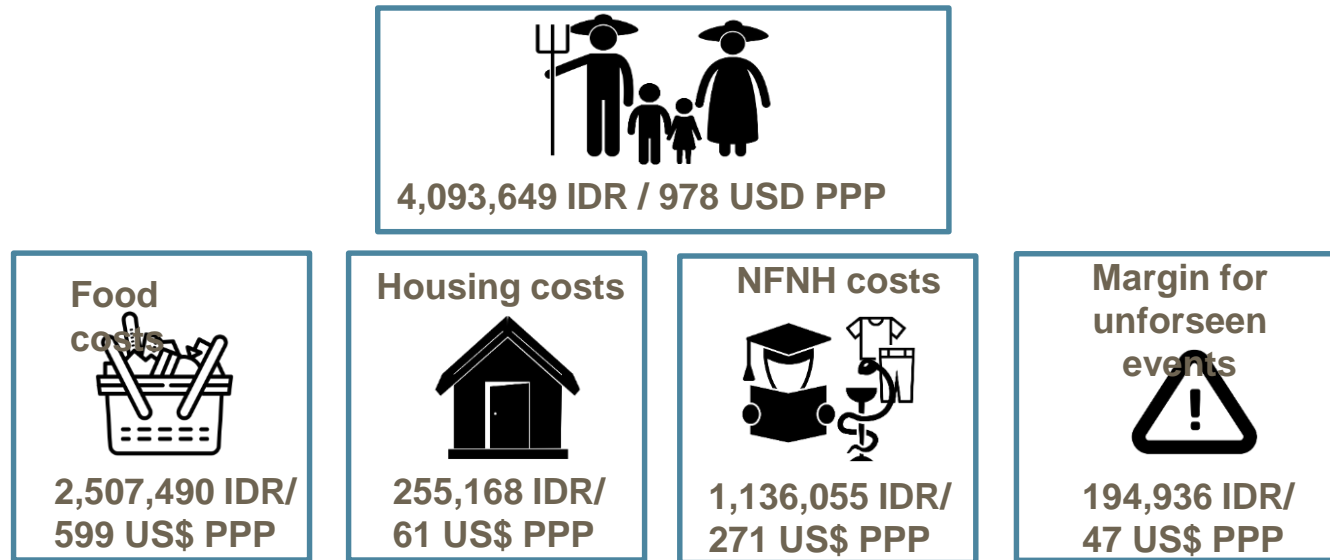 4,093,649 IDR / 978 USD PPP
Food
costs
2,507,490 IDR/
599 US$ PPP
Housing costs
255,168 IDR/
61 US$ PPP
NFNH costs
1,136,055 IDR/
271 US$ PPP
Margin for
unforseen
events
!
194,936 IDR/
47 US$ PPP